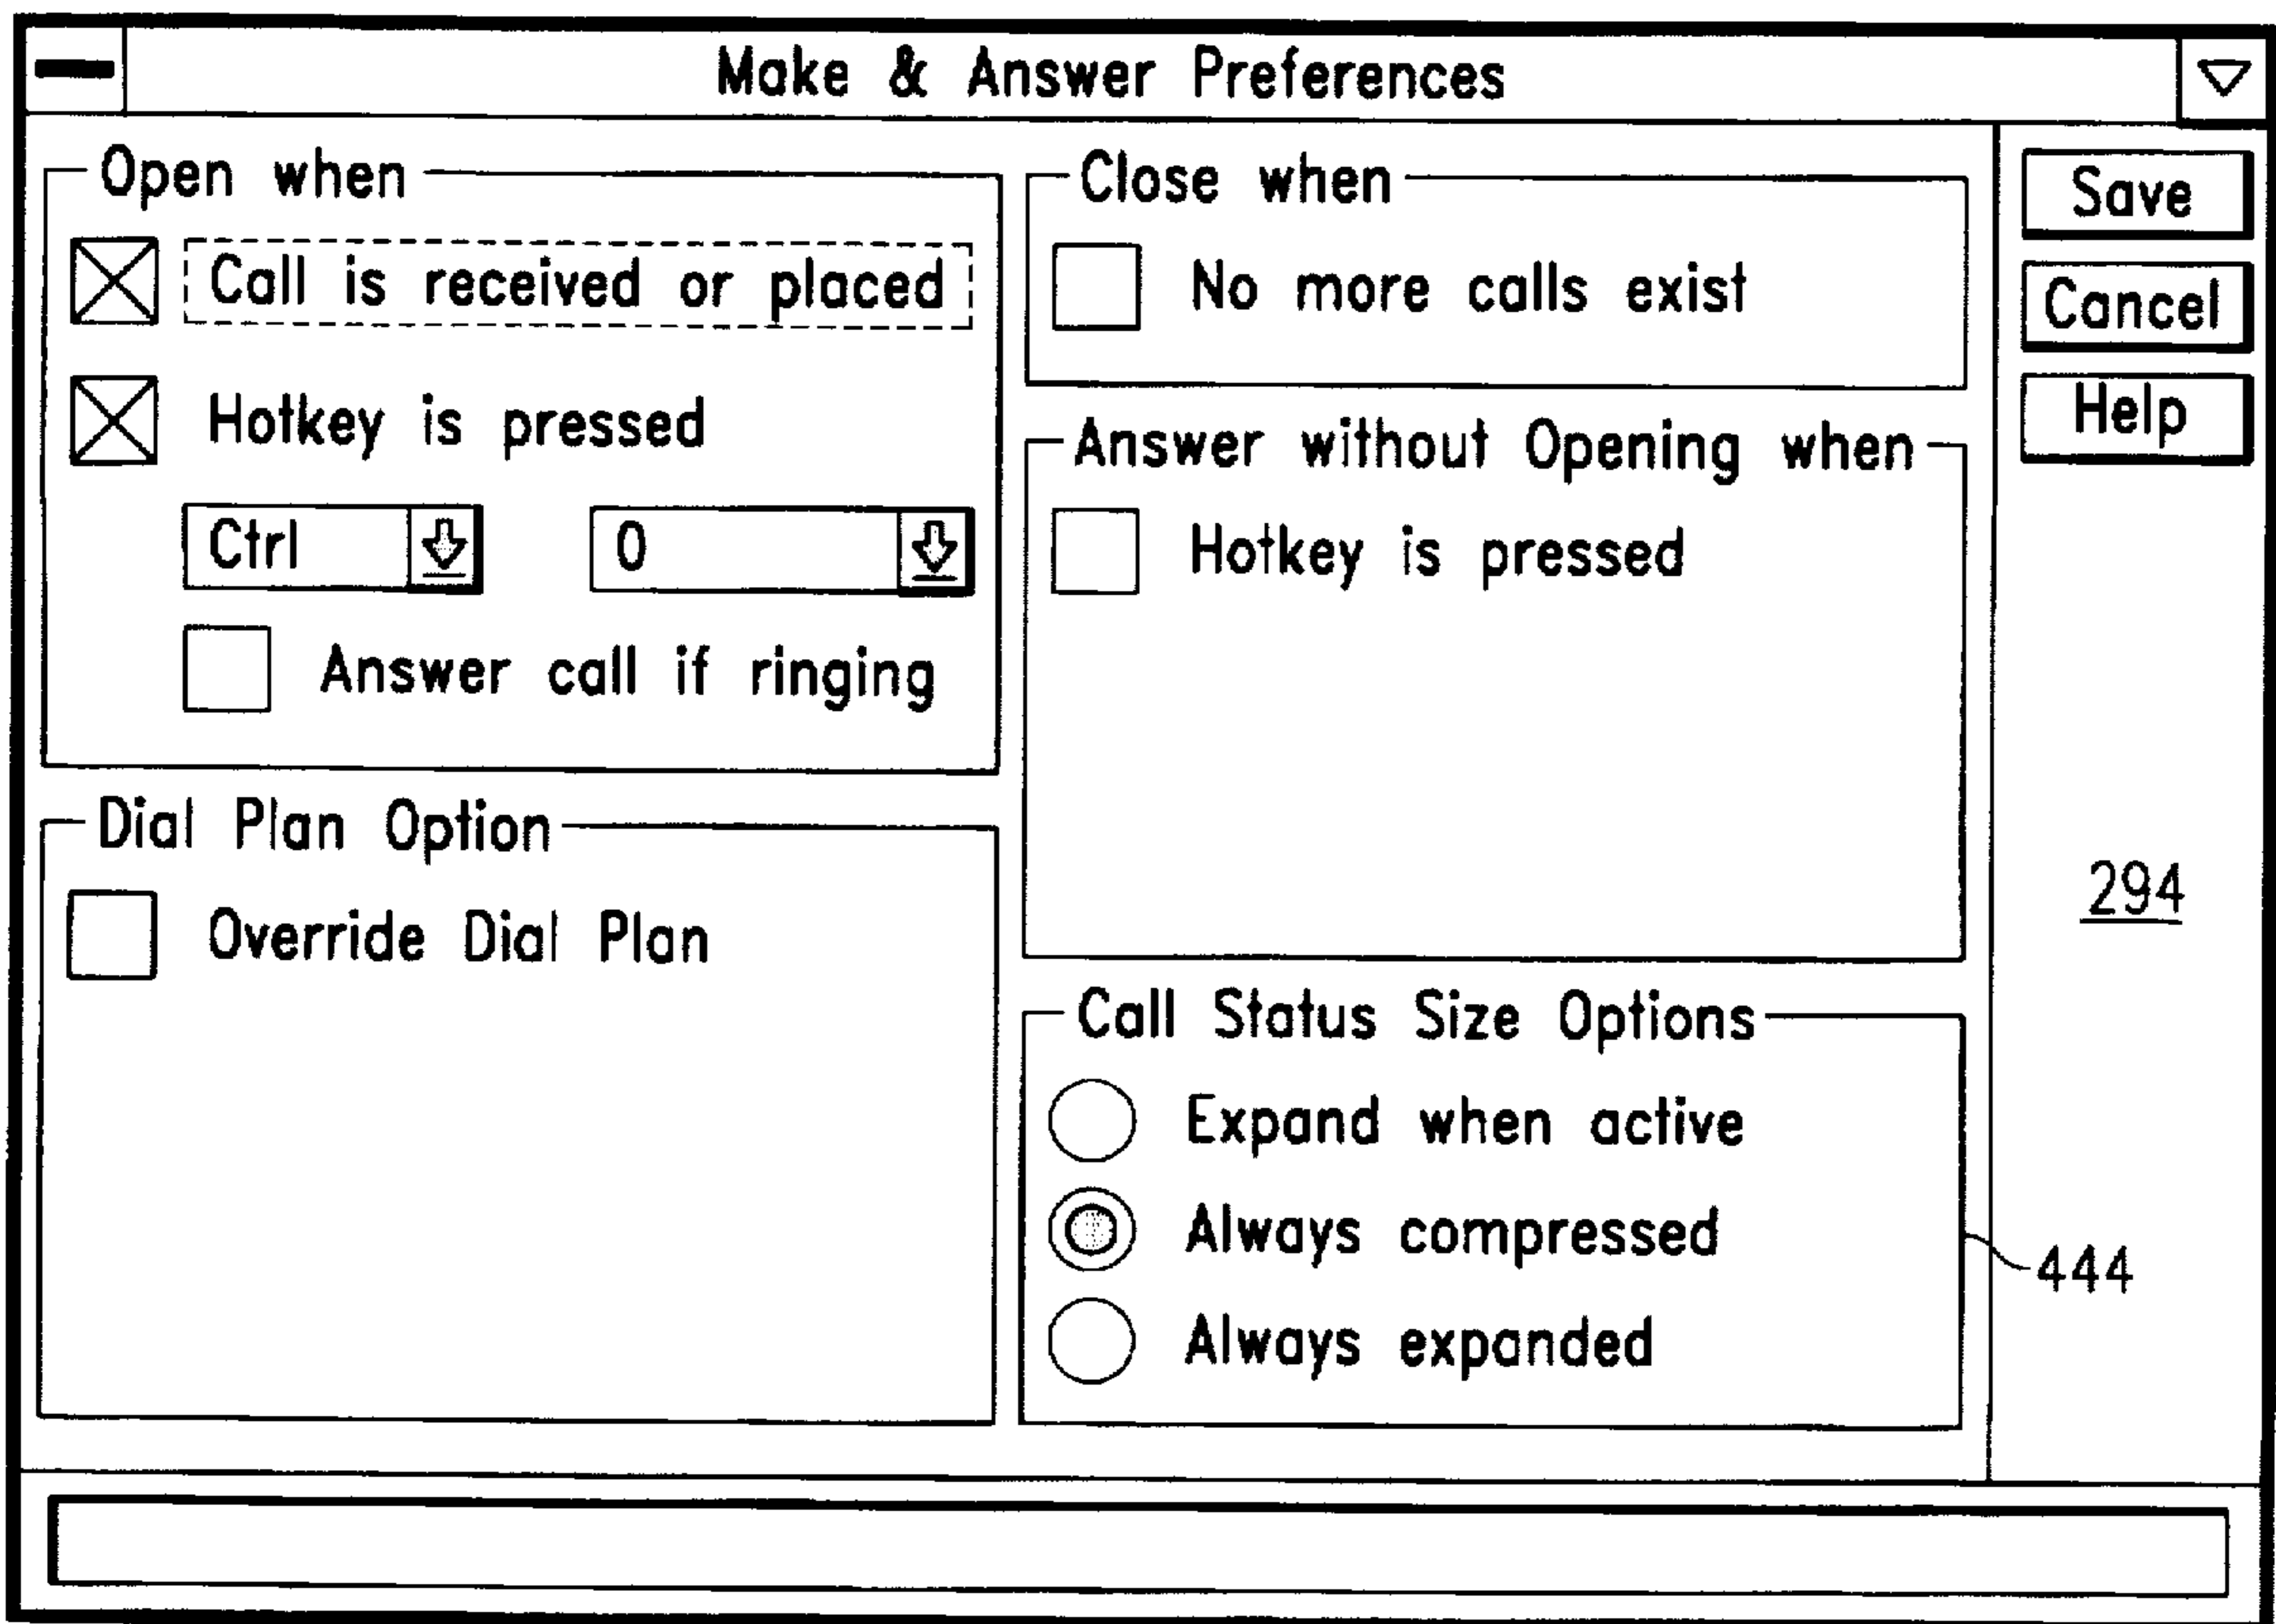 Make & Answer Preferences
Open when
Call is received or placed
Hotkey is pressed
Ctrl
0
Answer call if ringing
Dial Plan Option
Override Dial Plan
Close when
No more calls exist
Answer without Opening when
Hotkey is pressed
Call Status Size Options
Expand when active
Always compressed
Always expanded
Save
Cancel
Help
294
444